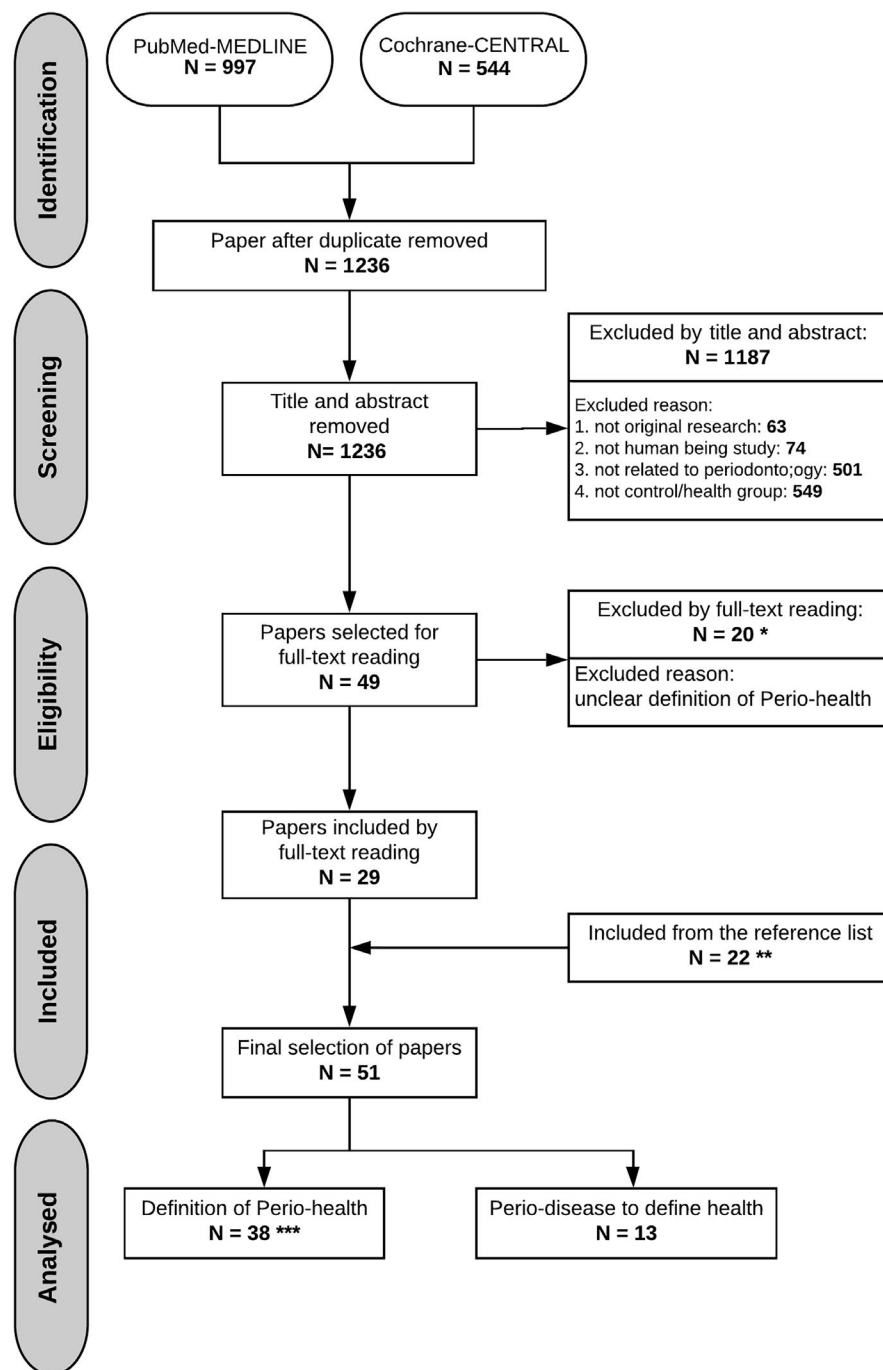 Identification
PubMed-MEDLINE
N = 997
Cochrane-CENTRAL
N = 544
Paper after duplicate removed
N = 1236
Screening
Title and abstract
removed
N= 1236
Excluded by title and abstract:
N = 1187
Excluded reason:
1. not original research: 63
2. not human being study: 74
3. not related to periodonto;ogy: 501
4. not control/health group: 549
Eligibility
Papers selected for
full-text reading
N = 49
Excluded by full-text reading:
N = 20 *
Excluded reason:
unclear definition of Perio-health
Papers included by
full-text reading
N = 29
Included
Included from the reference list
N = 22 **
Final selection of papers
N = 51
Analysed
Definition of Perio-health
N = 38 ***
Perio-disease to define health
N = 13